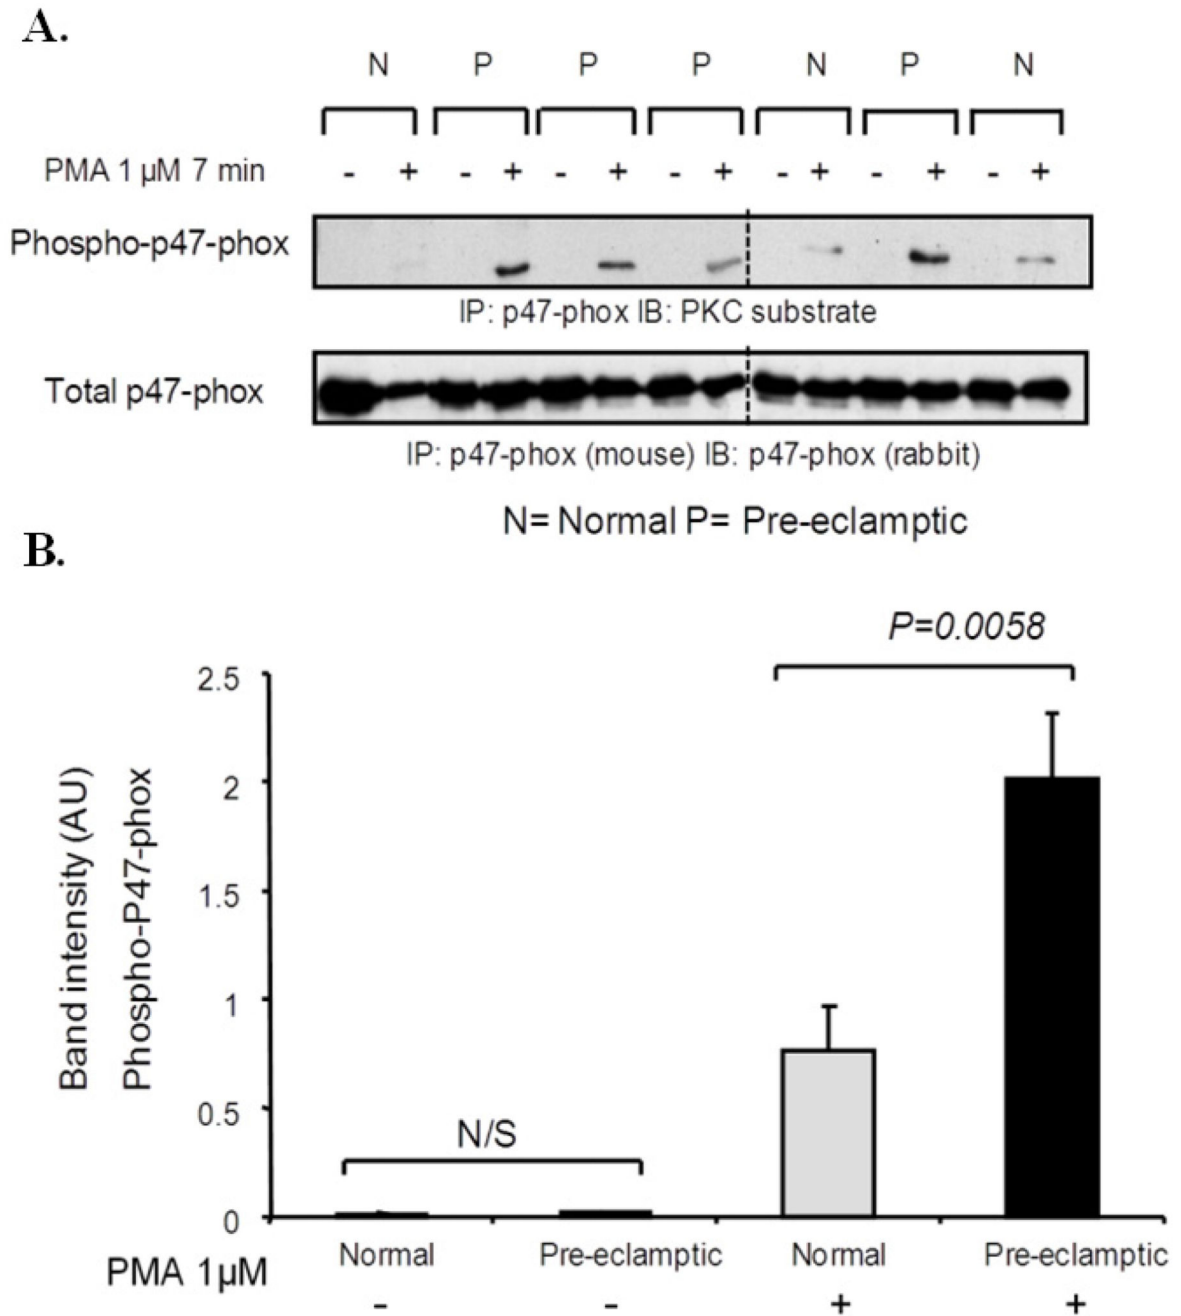 A.
N P P P N P N
PMA 1 µM 7 min - + - + - + - + - + - + - +
Phospho-p47-phox
IP: p47-phox IB: PKC substrate
Total p47-phox
IP: p47-phox (mouse) IB: p47-phox (rabbit)
N= Normal P= Pre-eclamptic
B.
P=0.0058
Band intensity (AU)
Phospho-P47-phox
2.5
2
1.5
1
0.5
0
N/S
Normal Pre-eclamptic Normal Pre-eclamptic
PMA 1µM - - + +